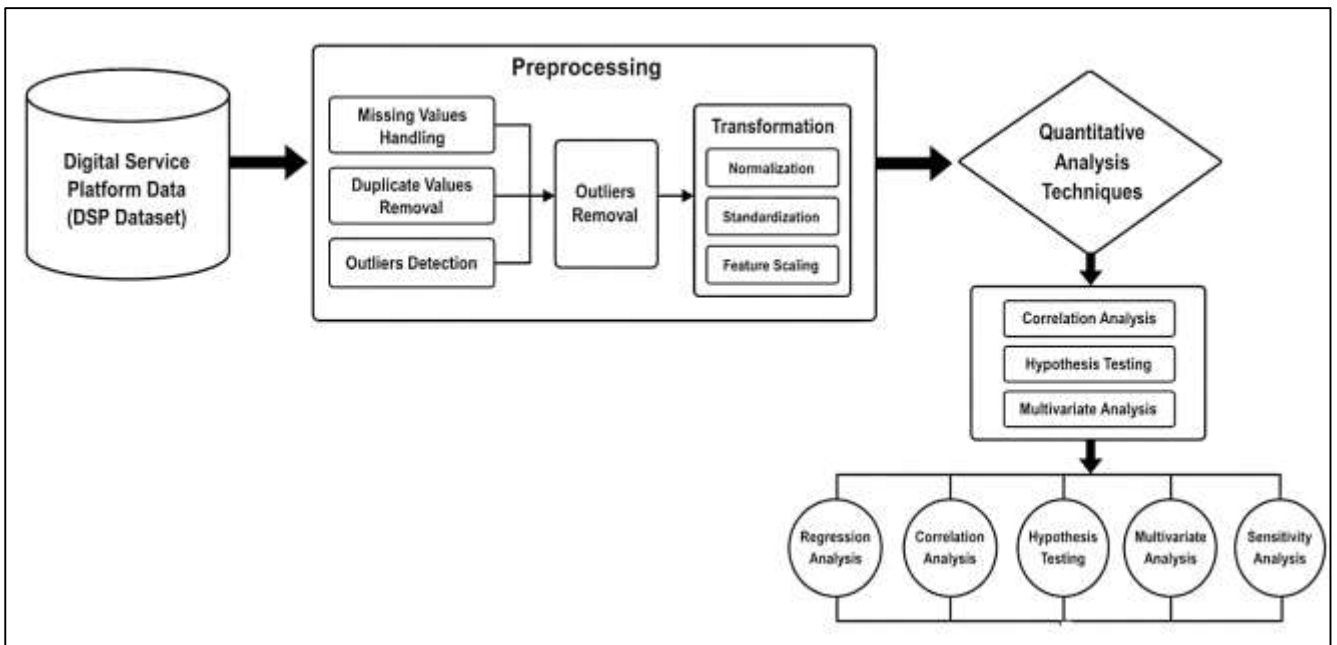 Digital Service
Platform Data
(DSP Dataset)
Preprocessing
Missing Values
Handling
Duplicate Values
Removal
Outliers Detection
Outliers
Removal
Transformation
Normalization
Standardization
Feature Scaling
Quantitative
Analysis
Techniques
Correlation Analysis
Hypothesis Testing
Multivariate Analysis
Regression
Analysis
Correlation
Analysis
Hypothesis
Testing
Multivariate
Analysis
Sensitivity
Analysis